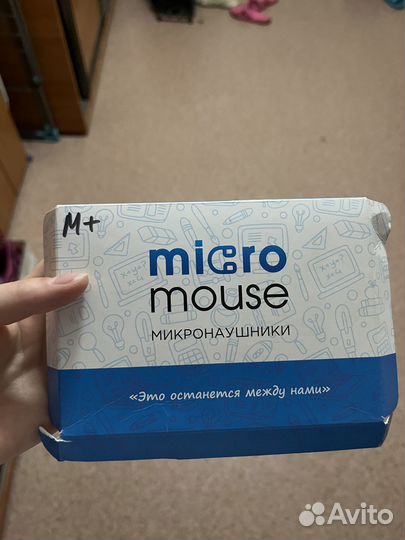 M+
micro
mouse
МИКРОНАУШНИКИ
«Это останется между нами»
Avito